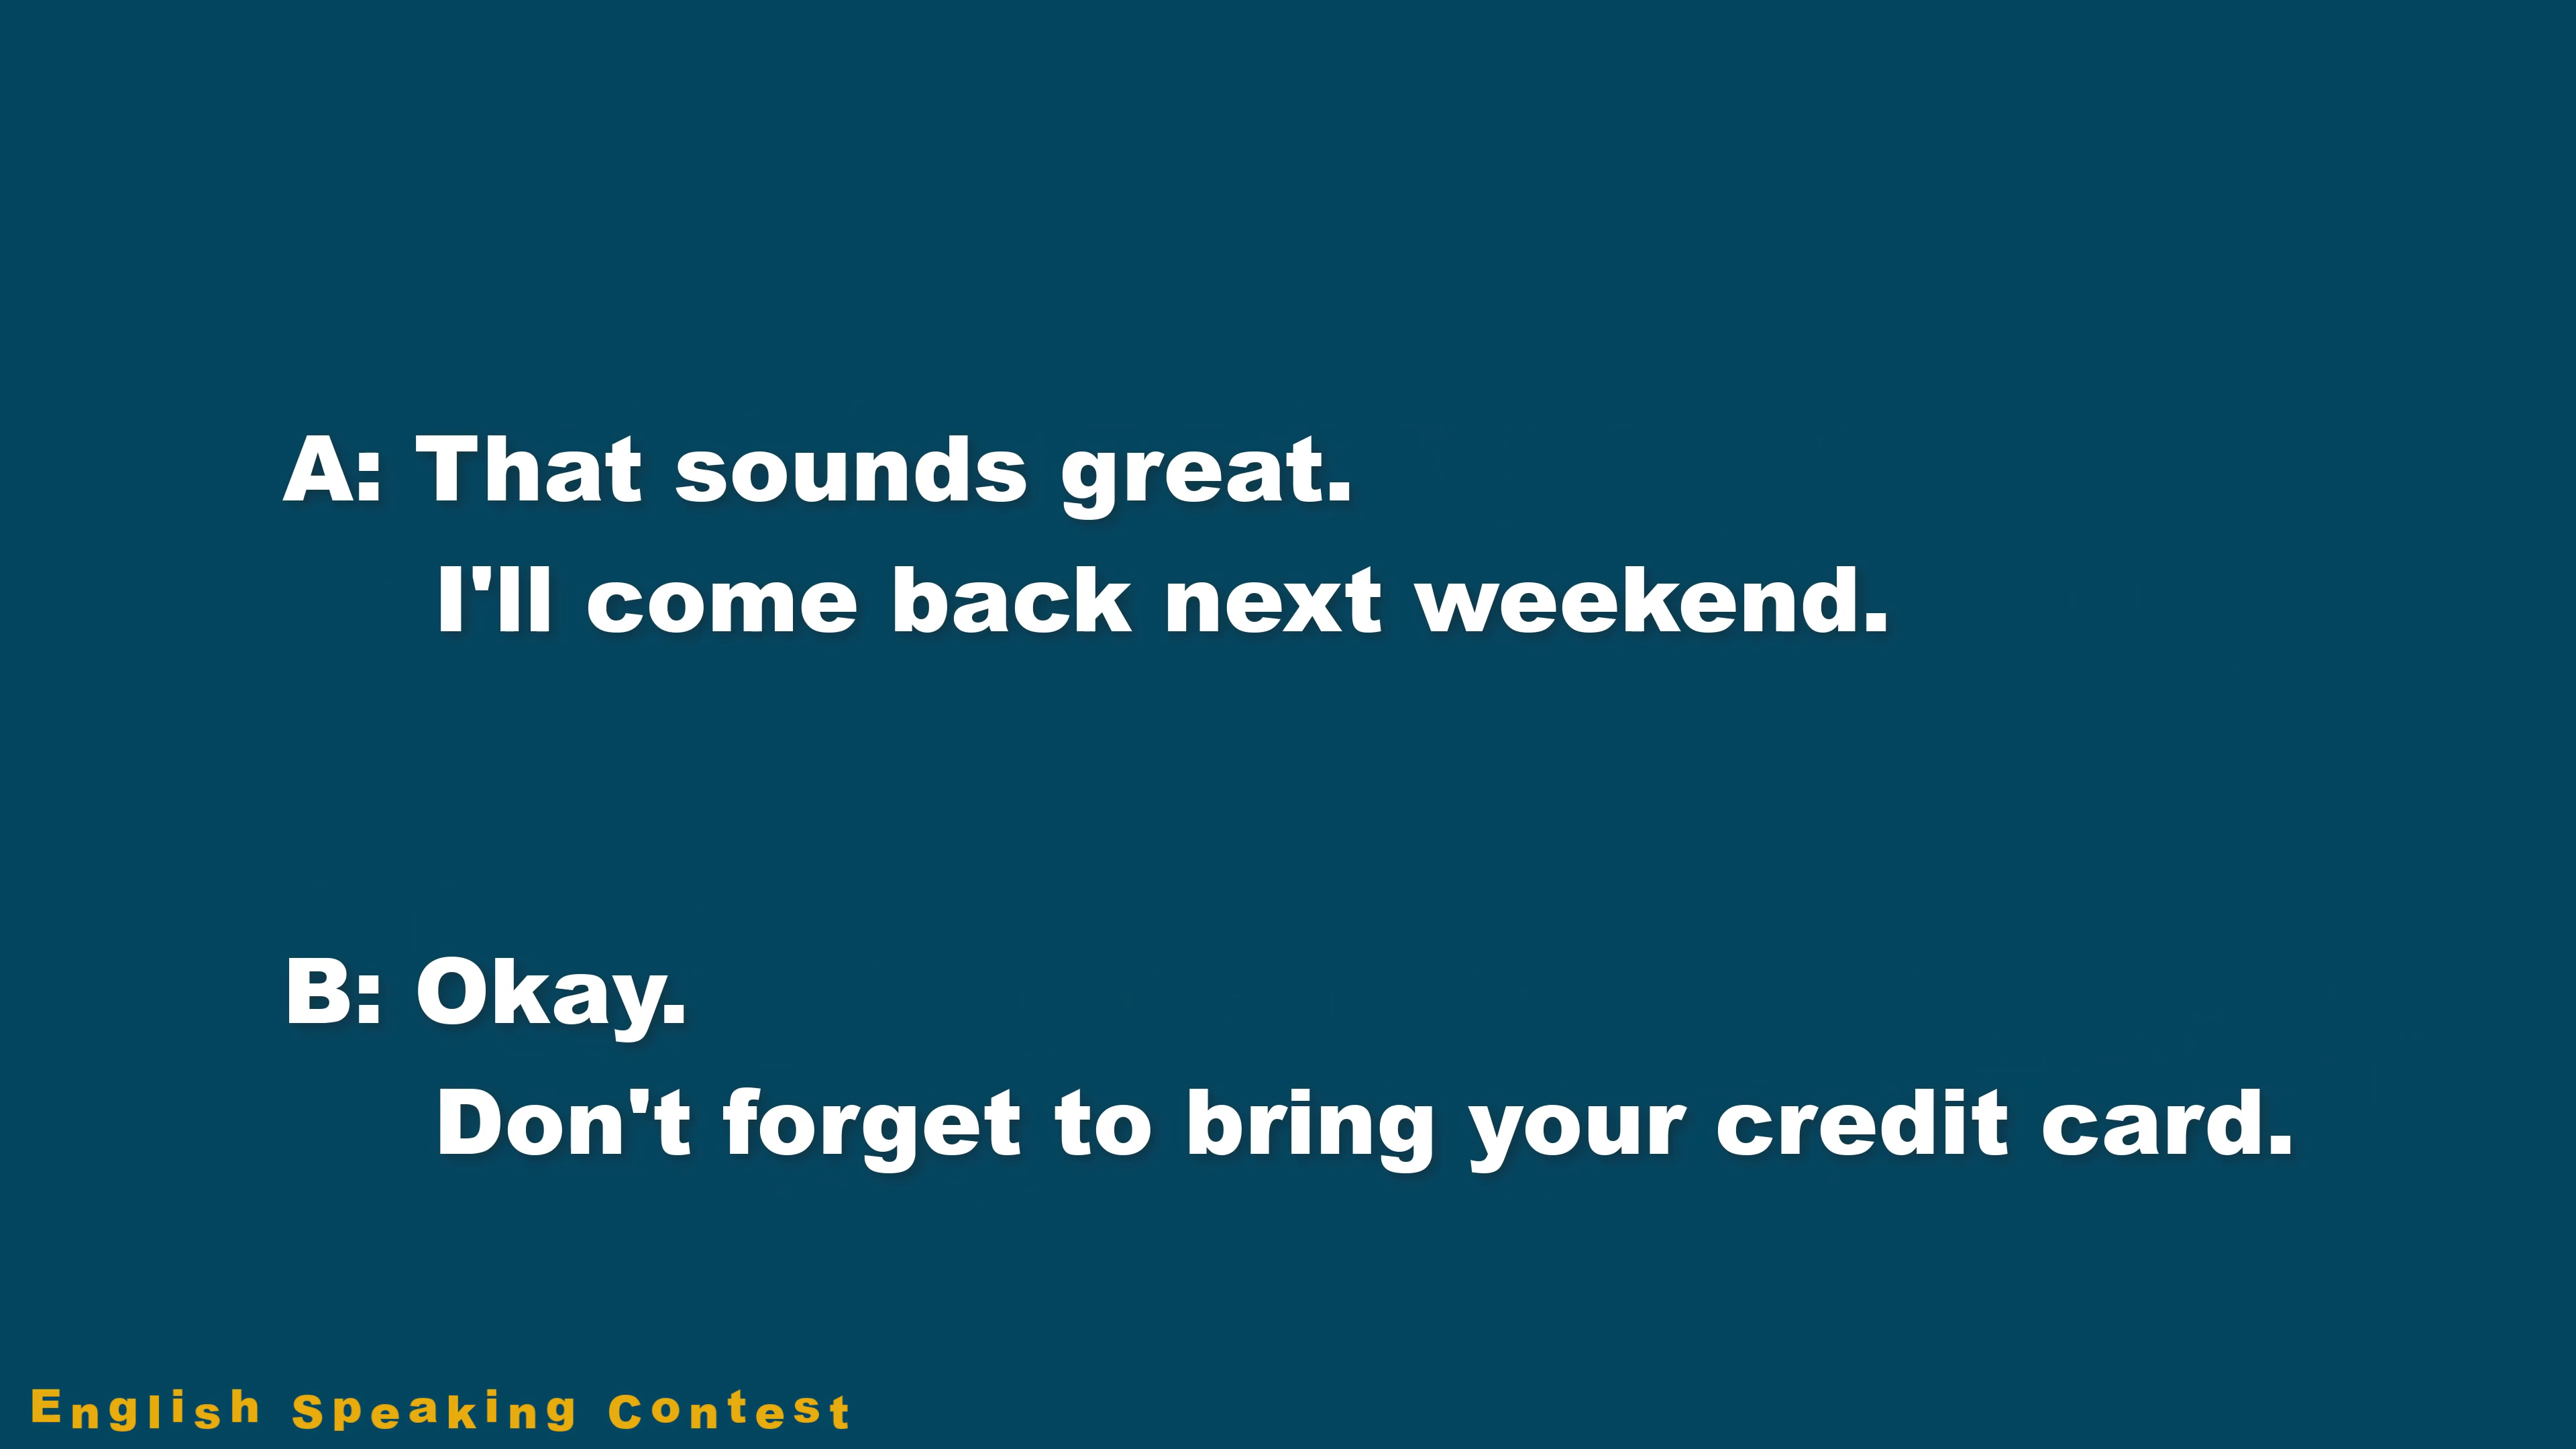 A: That sounds great.
I'll come back next weekend.
B: Okay.
Don't forget to bring your credit card.
English Speaking Contest